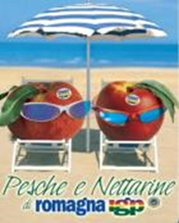 Pesche e Nettarine
di romagna igp